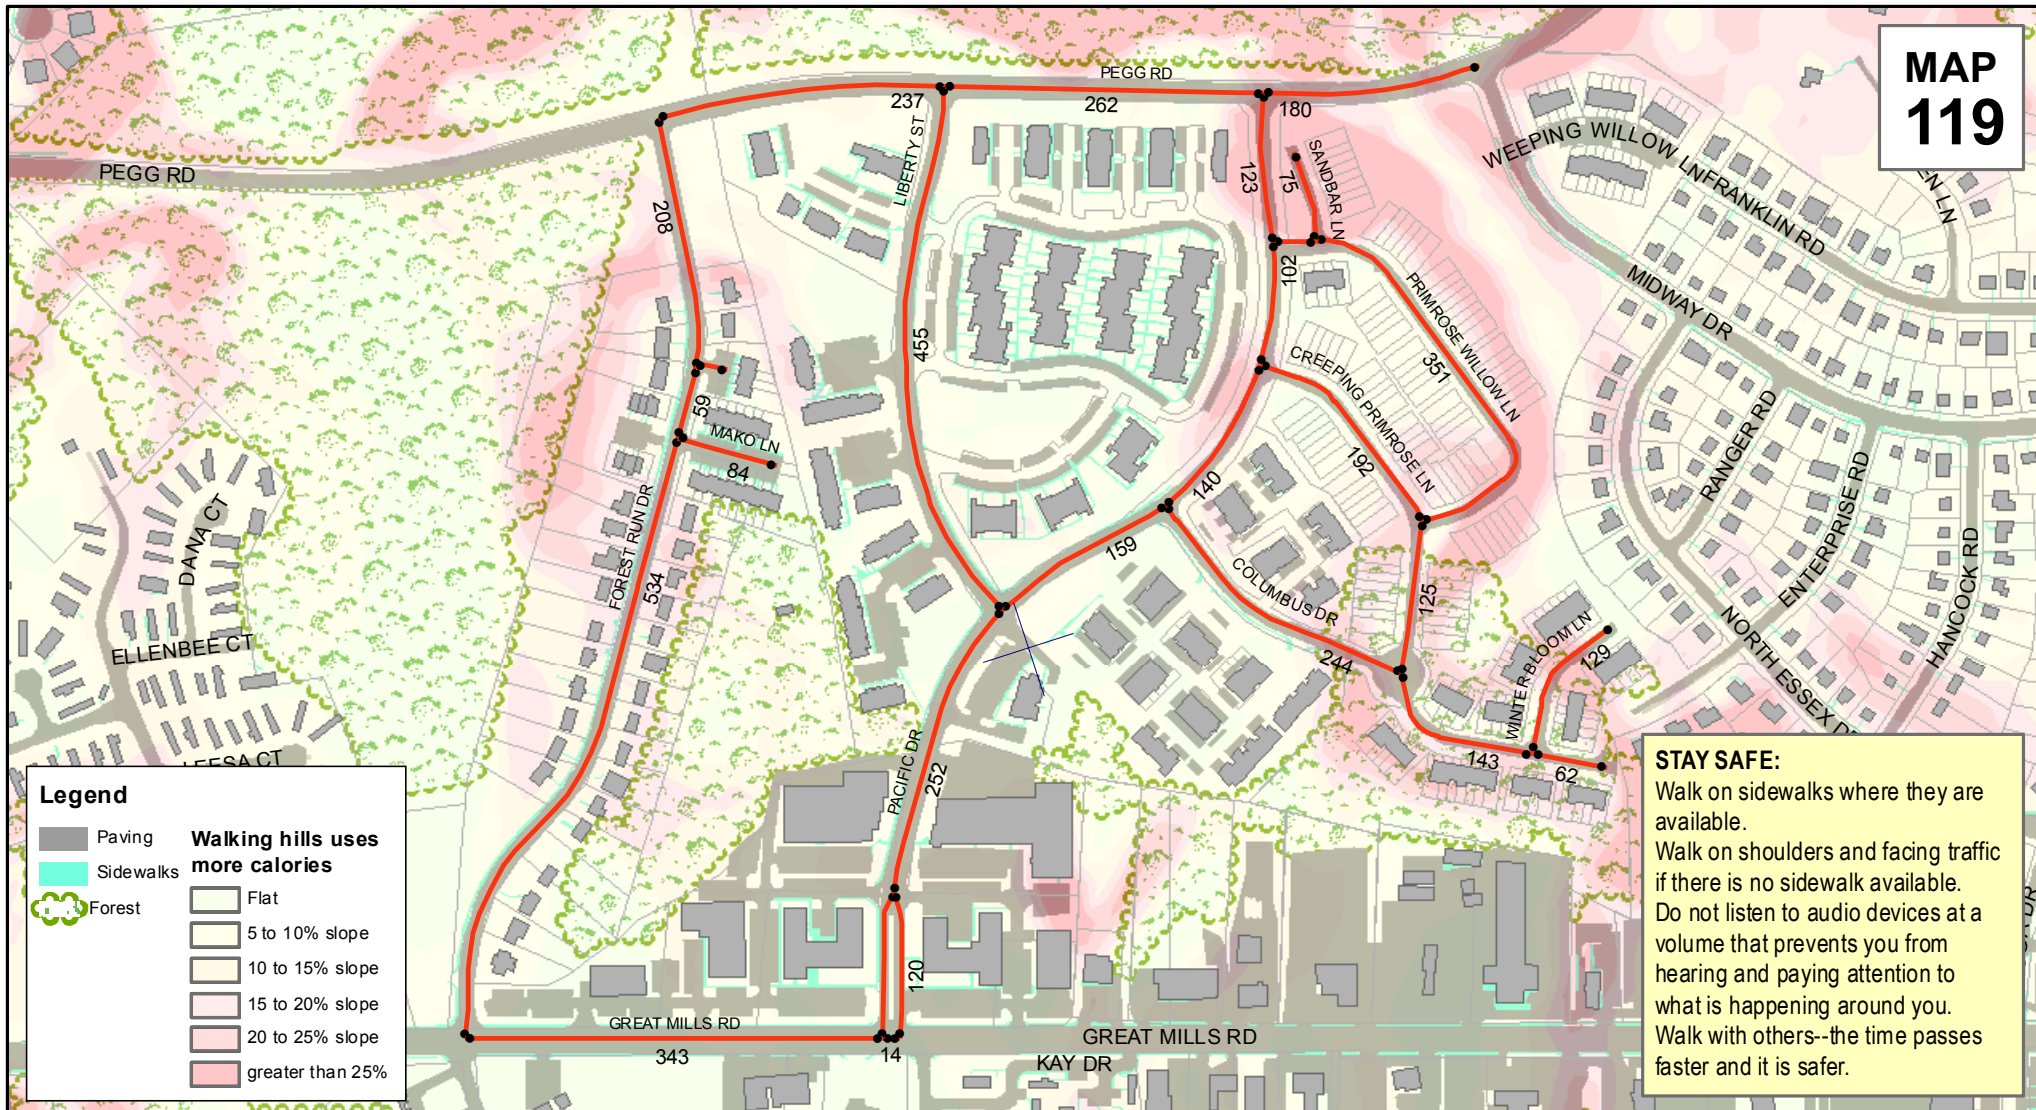 MAP
119
PEGG RD
PEGG RD
237
262
180
LIBERTY ST
123
75
SANDBAR LN
WEEPING WILLOW LN
FRANKLIN RD
EN LN
208
102
MIDWAY DR
455
PRIMROSE WILLOW LN
351
CREEPING PRIMROSE LN
192
59
MAKO LN
84
RANGER RD
ENTERPRISE RD
HANCOCK RD
DANA CT
140
159
FOREST RUN DR
534
COLUMBUS DR
244
125
WINTERBLOOM LN
129
NORTH ESSEX DR
ELLENBEE CT
LEESA CT
PACIFIC DR
252
143
62
120
GREAT MILLS RD
343
14
GREAT MILLS RD
KAY DR
Legend
Paving
Sidewalks
Forest
Walking hills uses
more calories
Flat
5 to 10% slope
10 to 15% slope
15 to 20% slope
20 to 25% slope
greater than 25%
STAY SAFE:
Walk on sidewalks where they are
available.
Walk on shoulders and facing traffic
if there is no sidewalk available.
Do not listen to audio devices at a
volume that prevents you from
hearing and paying attention to
what is happening around you.
Walk with others--the time passes
faster and it is safer.